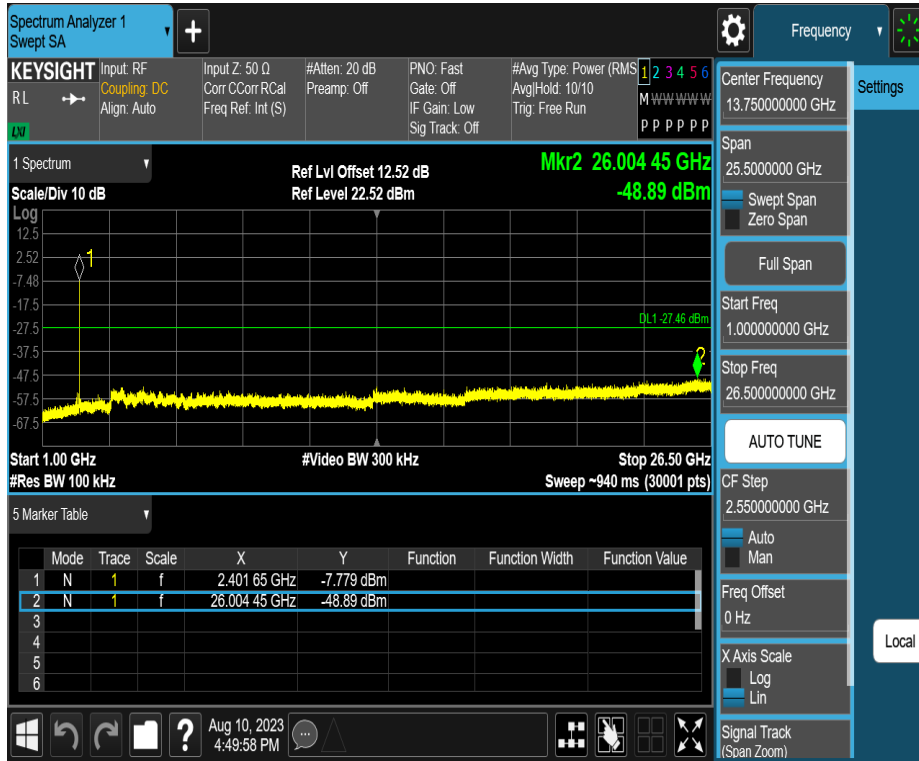 Spectrum Analyzer 1
Swept SA
+
Frequency
KEYSIGHT
RL
LXI
Input: RF
Coupling: DC
Align: Auto
Input Z: 50 Ω
Corr CCorr RCal
Freq Ref: Int (S)
#Atten: 20 dB
Preamp: Off
PNO: Fast
Gate: Off
IF Gain: Low
Sig Track: Off
#Avg Type: Power (RMS
Avg|Hold: 10/10
Trig: Free Run
1 2 3 4 5 6
M W W W W W
P P P P P P
1 Spectrum
Scale/Div 10 dB
Ref Lvl Offset 12.52 dB
Ref Level 22.52 dBm
Mkr2 26.004 45 GHz
-48.89 dBm
Log
12.5
2.52
-7.48
-17.5
-27.5
-37.5
-47.5
-57.5
-67.5
1
DL1 -27.46 dBm
Start 1.00 GHz
#Video BW 300 kHz
Stop 26.50 GHz
#Res BW 100 kHz
Sweep ~940 ms (30001 pts)
5 Marker Table
Mode Trace Scale X Y Function Function Width Function Value
1 N 1 f 2.401 65 GHz -7.779 dBm
2 N 1 f 26.004 45 GHz -48.89 dBm
3
4
5
6
?
Aug 10, 2023
4:49:58 PM
Center Frequency
13.750000000 GHz
Settings
Span
25.5000000 GHz
Swept Span
Zero Span
Full Span
Start Freq
1.000000000 GHz
Stop Freq
26.500000000 GHz
AUTO TUNE
CF Step
2.550000000 GHz
Auto
Man
Freq Offset
0 Hz
Local
X Axis Scale
Log
Lin
Signal Track
(Span Zoom)